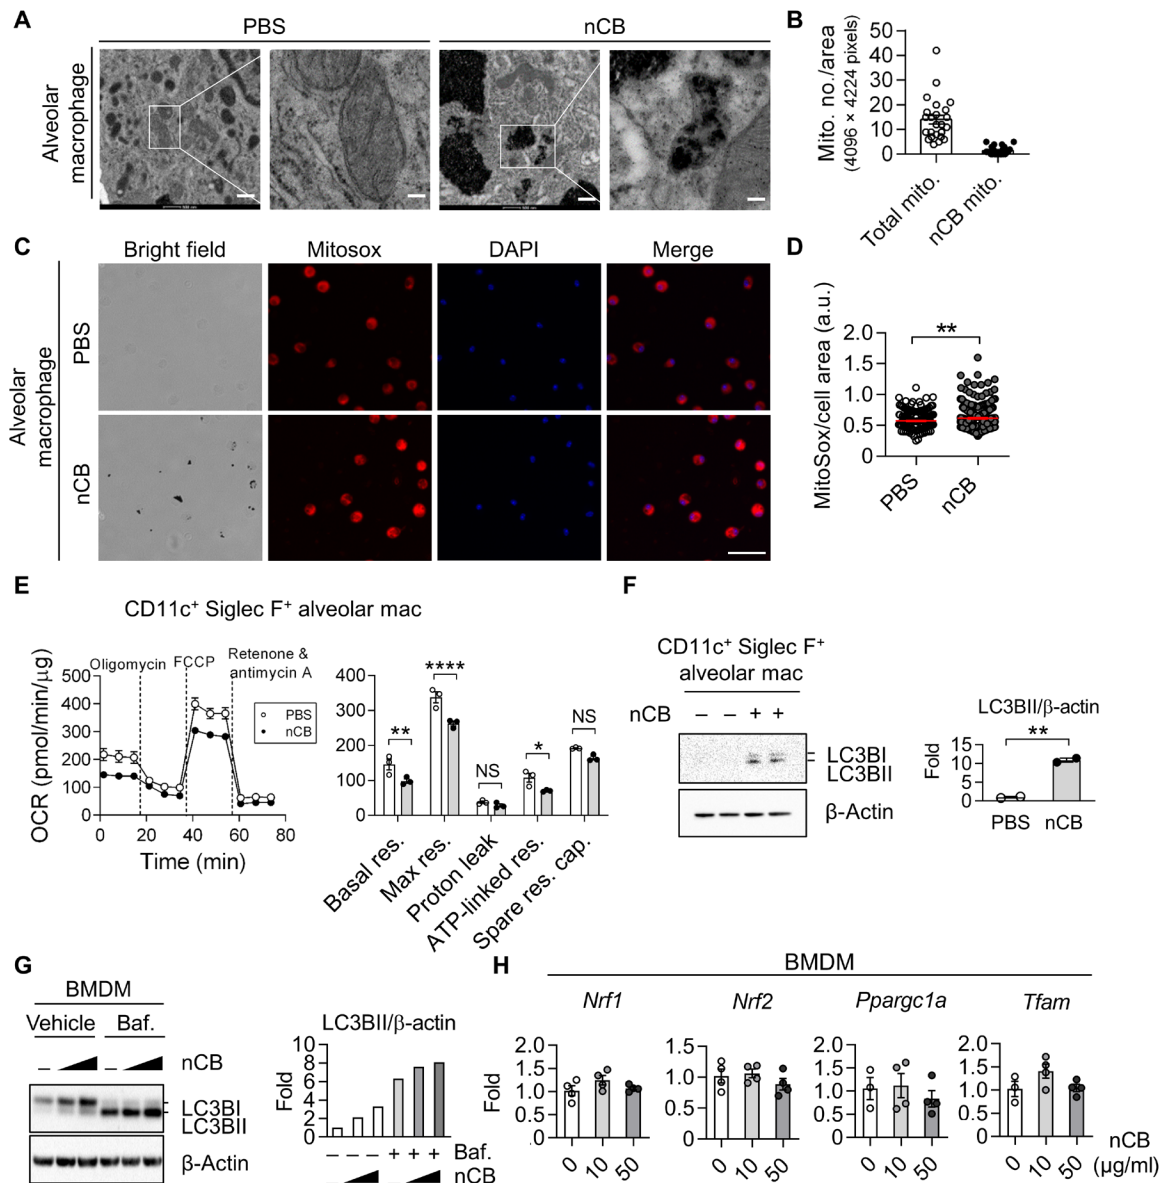 A
PBS
nCB
Alveolar
macrophage
B
Mito. no./area
(4096 × 4224 pixels)
50
40
30
20
10
0
Total mito.
nCB mito.
C
Bright field
Mitosox
DAPI
Merge
Alveolar
macrophage
PBS
nCB
D
MitoSox/cell area (a.u.)
2.0
1.5
1.0
0.5
0
**
PBS
nCB
E
CD11c+ Siglec F+ alveolar mac
OCR (pmol/min/μg)
500
400
300
200
100
0
Oligomycin
FCCP
Retenone &
antimycin A
PBS
nCB
0
20
40
60
80
Time (min)
400
300
200
100
0
**
****
NS
*
NS
Basal res.
Max res.
Proton leak
ATP-linked res.
Spare res. cap.
F
CD11c+ Siglec F+
alveolar mac
nCB
– – + +
LC3BI
LC3BII
β-Actin
LC3BII/β-actin
Fold
15
10
5
0
**
PBS
nCB
G
BMDM
Vehicle
Baf.
– –
nCB
LC3BI
LC3BII
β-Actin
LC3BII/β-actin
Fold
10
8
6
4
2
0
– – – + + + Baf.
– – nCB
H
BMDM
Nrf1
Fold
2.0
1.5
1.0
0.5
0
0
10
50
Nrf2
1.5
1.0
0.5
0
0
10
50
Ppargc1a
2.0
1.5
1.0
0.5
0
0
10
50
Tfam
2.0
1.5
1.0
0.5
0
0
10
50
nCB
(μg/ml)